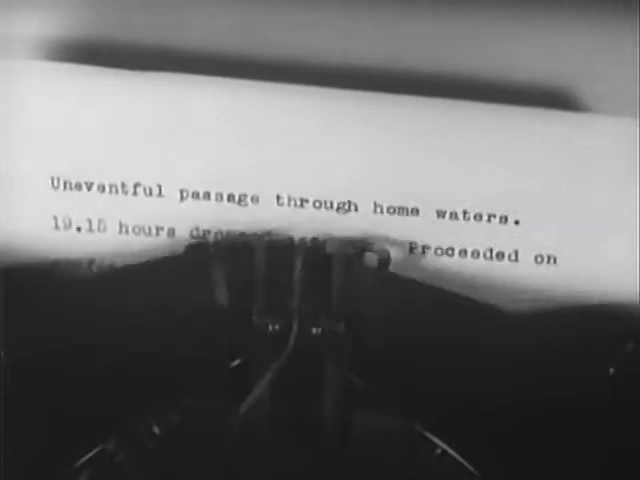 Uneventful passage through home waters.
19.15 hours Proceeded on